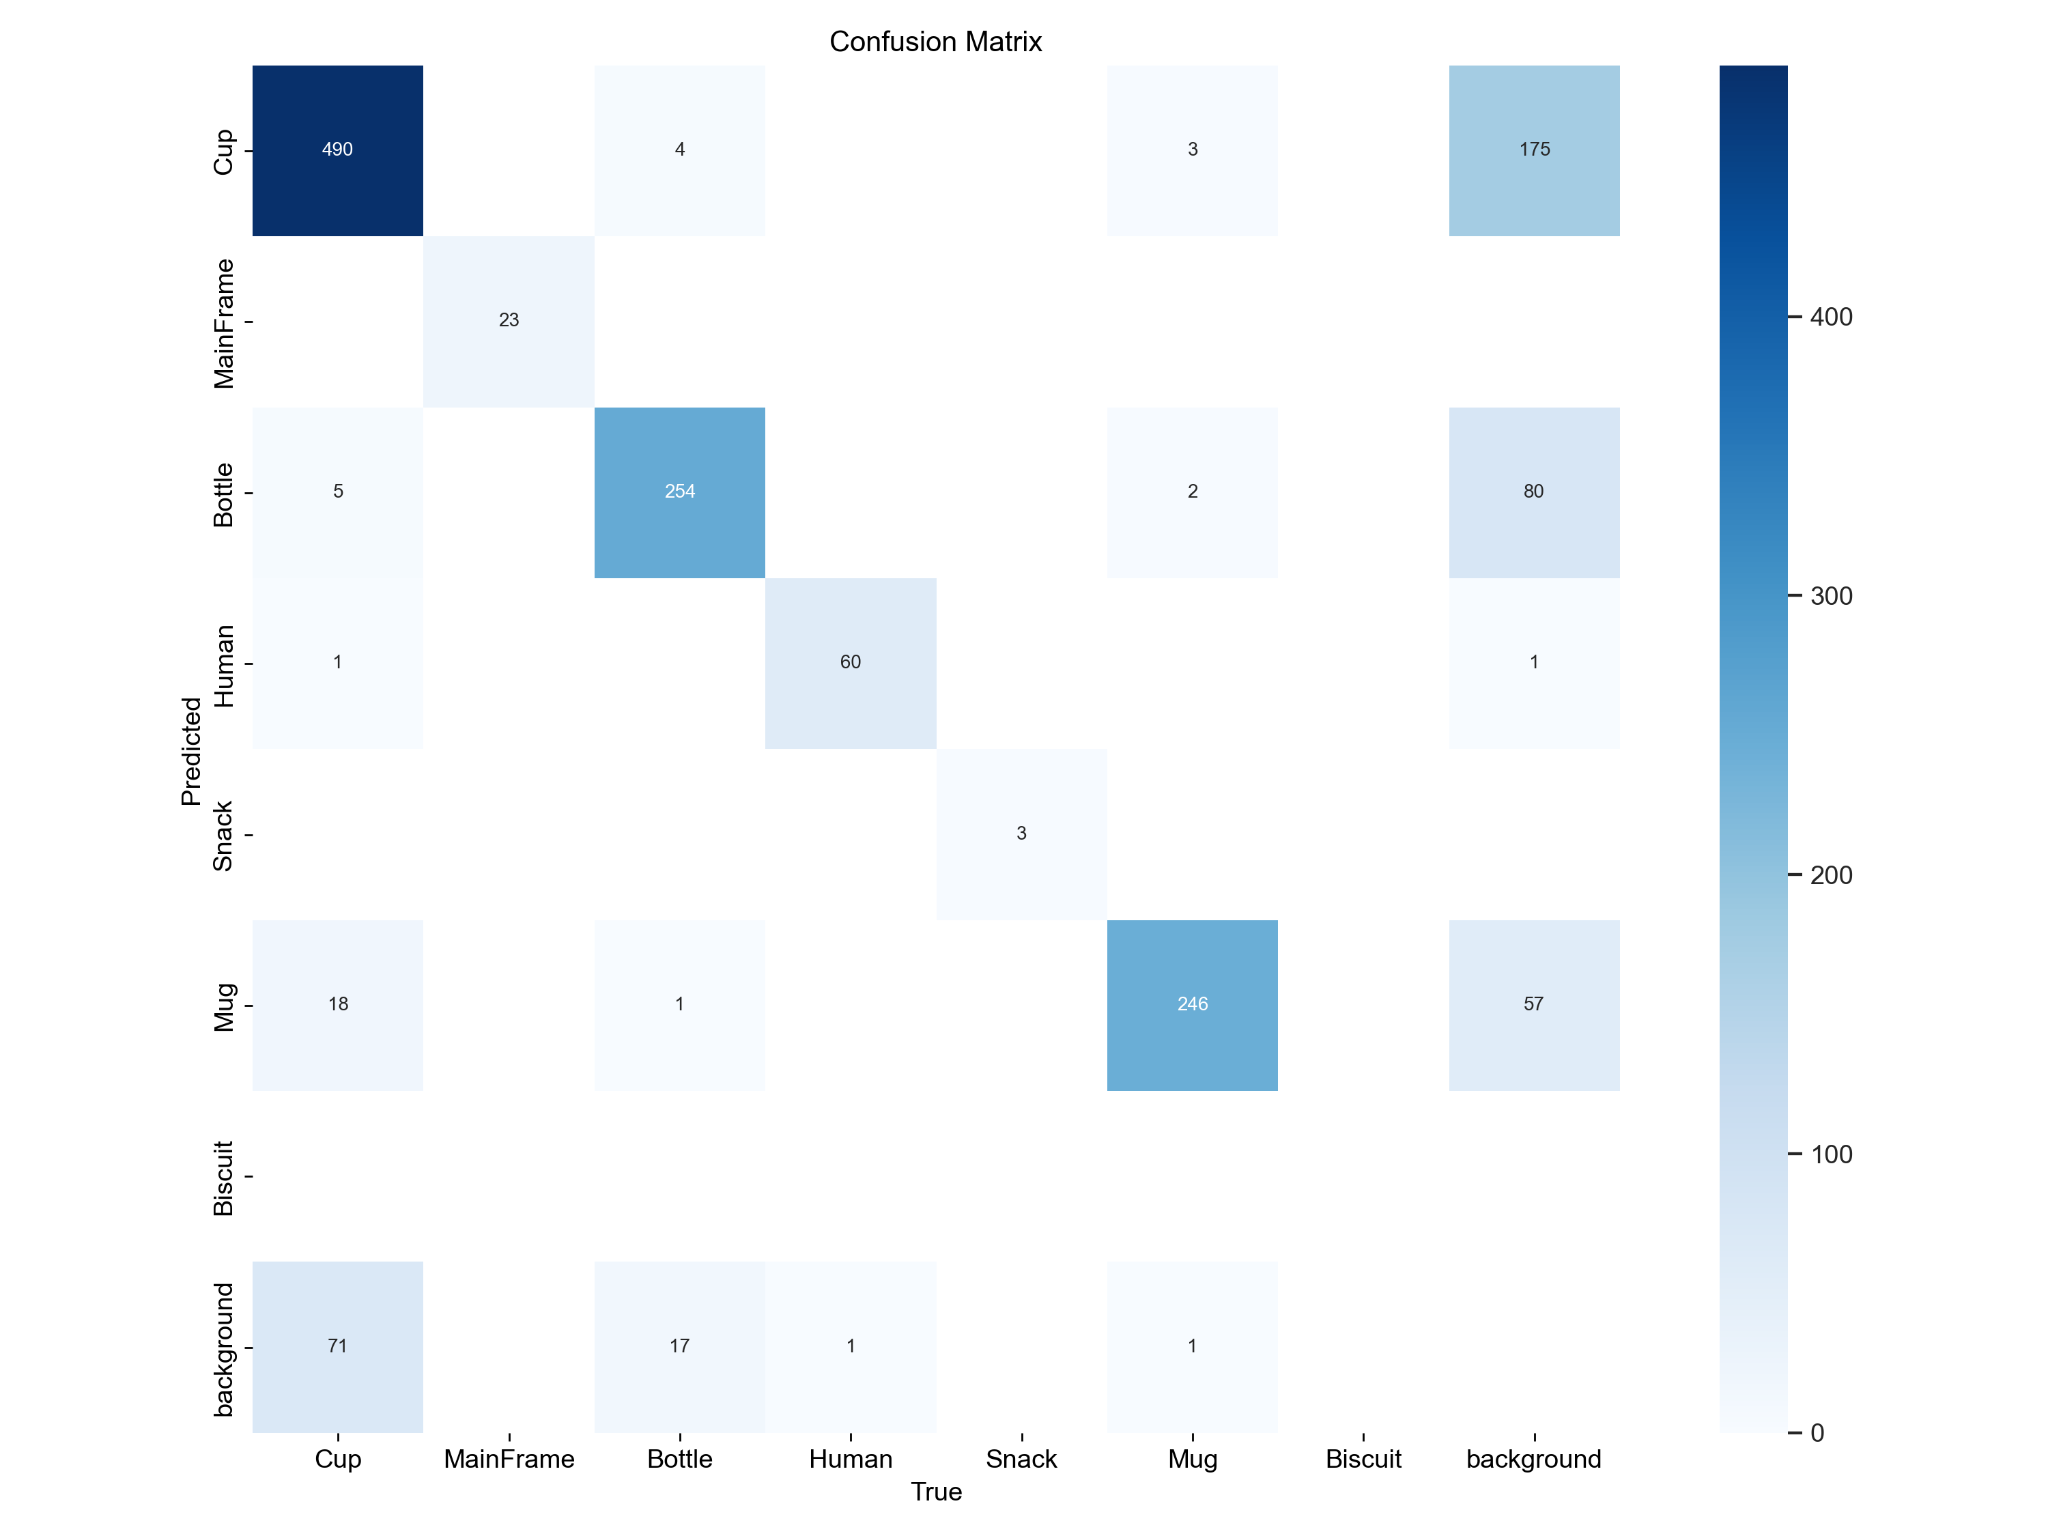 Confusion Matrix
Cup
490
4
3
175
MainFrame
23
400
Bottle
5
254
2
80
300
Human
1
60
1
Predicted
Snack
3
200
Mug
18
1
246
57
Biscuit
100
background
71
17
1
1
0
Cup
MainFrame
Bottle
Human
Snack
Mug
Biscuit
background
True